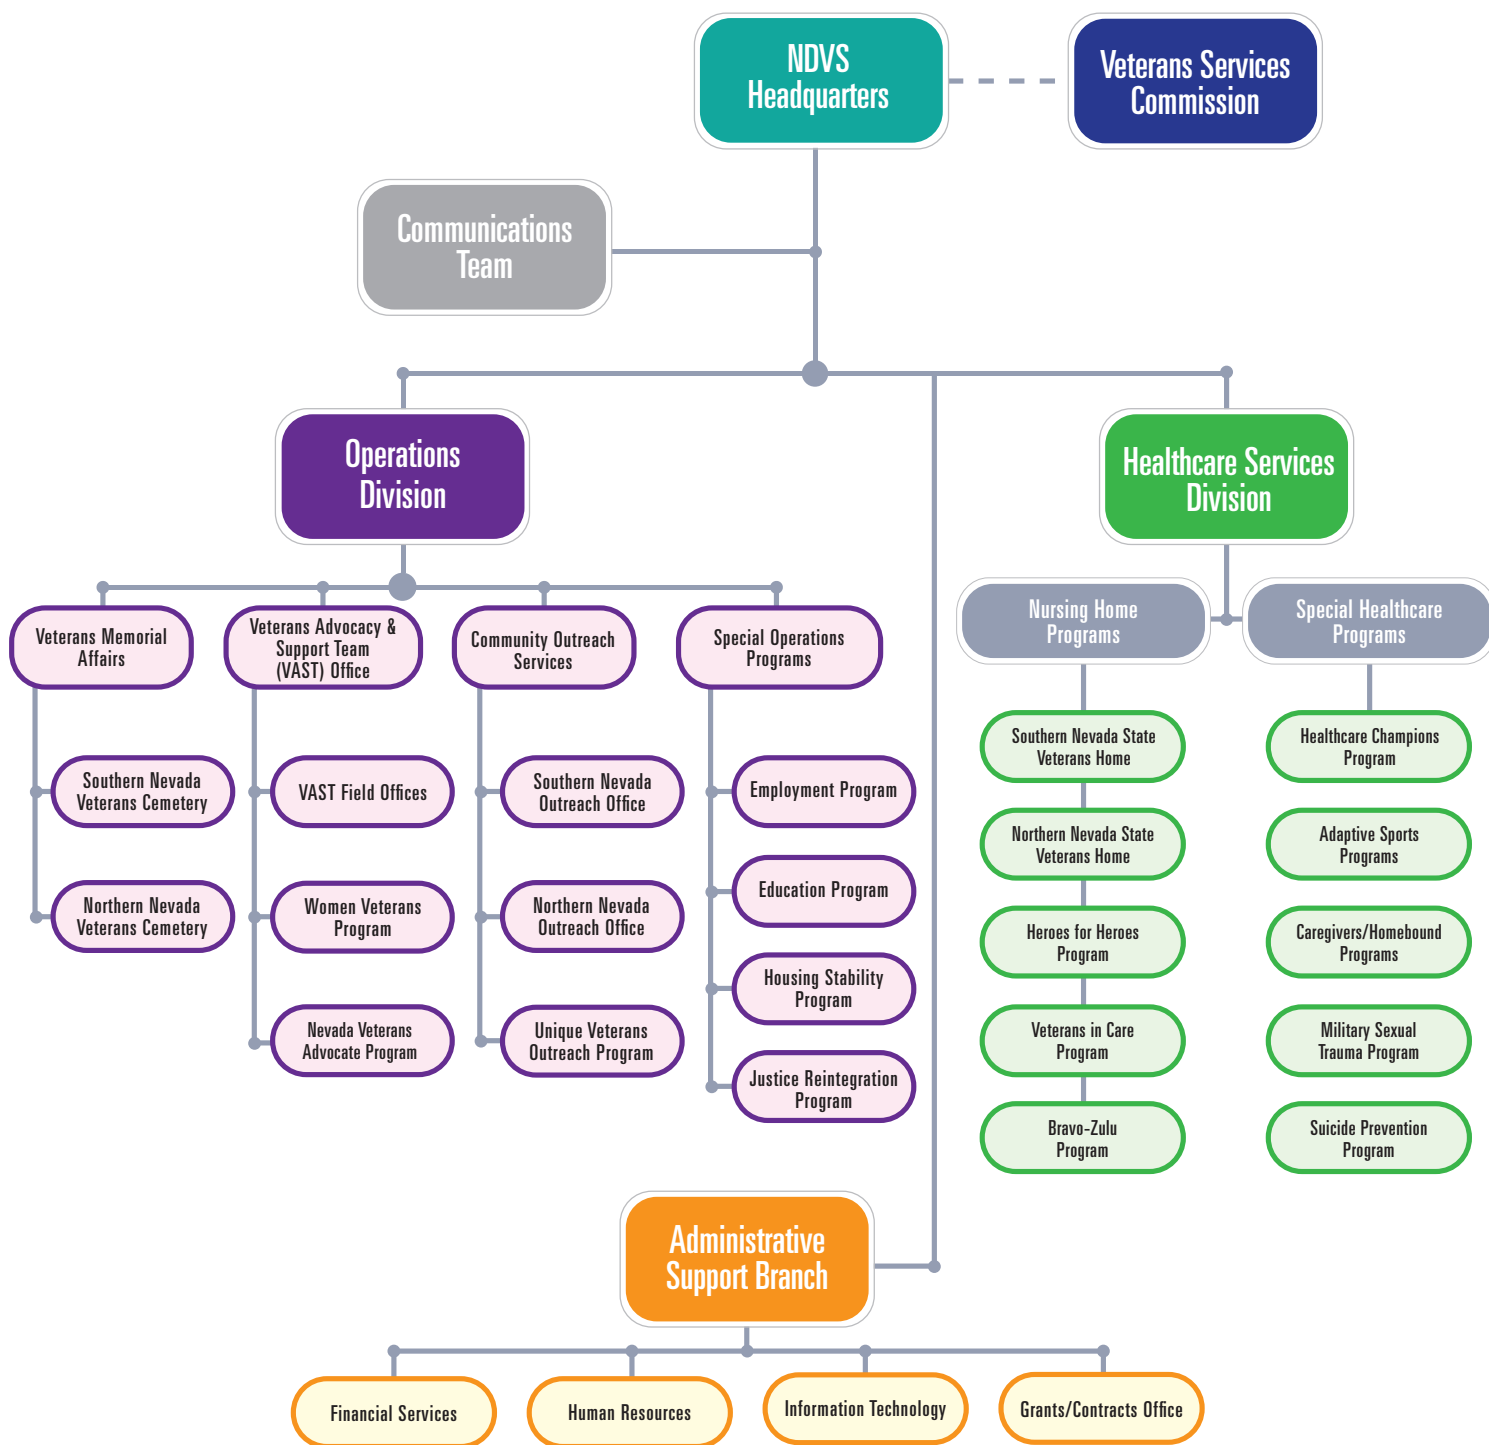 NDVS
Headquarters
Veterans Services
Commission
Communications
Team
Operations
Division
Healthcare Services
Division
Veterans Memorial
Affairs
Veterans Advocacy &
Support Team
(VAST) Office
Community Outreach
Services
Special Operations
Programs
Nursing Home
Programs
Special Healthcare
Programs
Southern Nevada
Veterans Cemetery
Northern Nevada
Veterans Cemetery
VAST Field Offices
Women Veterans
Program
Nevada Veterans
Advocate Program
Southern Nevada
Outreach Office
Northern Nevada
Outreach Office
Unique Veterans
Outreach Program
Employment Program
Education Program
Housing Stability
Program
Justice Reintegration
Program
Southern Nevada State
Veterans Home
Northern Nevada State
Veterans Home
Heroes for Heroes
Program
Veterans in Care
Program
Bravo-Zulu
Program
Healthcare Champions
Program
Adaptive Sports
Programs
Caregivers/Homebound
Programs
Military Sexual
Trauma Program
Suicide Prevention
Program
Administrative
Support Branch
Financial Services
Human Resources
Information Technology
Grants/Contracts Office